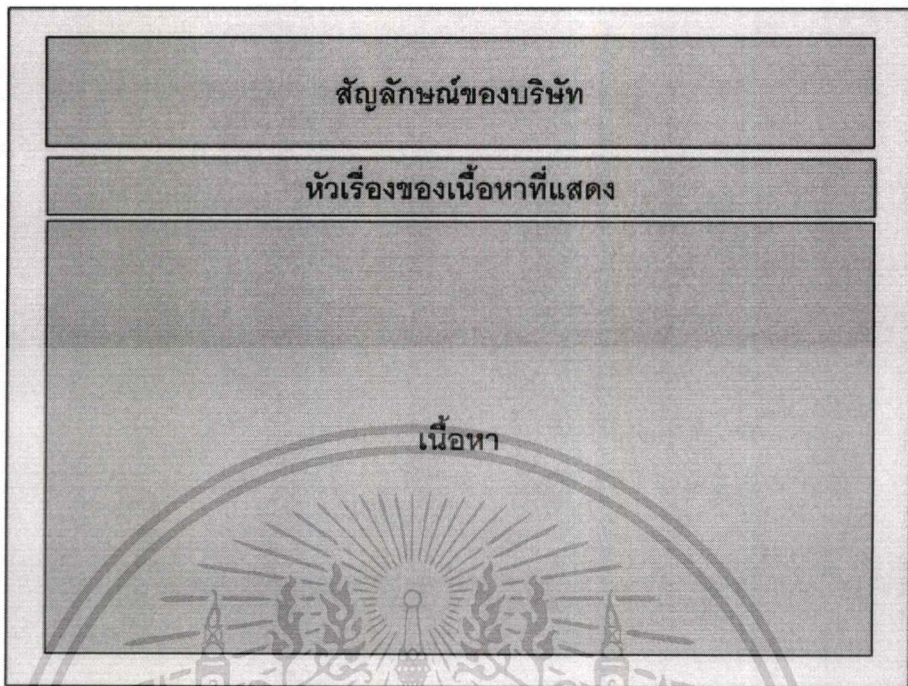 สัญลักษณ์ของบริษัท
หัวเรื่องของเนื้อหาที่แสดง
เนื้อหา